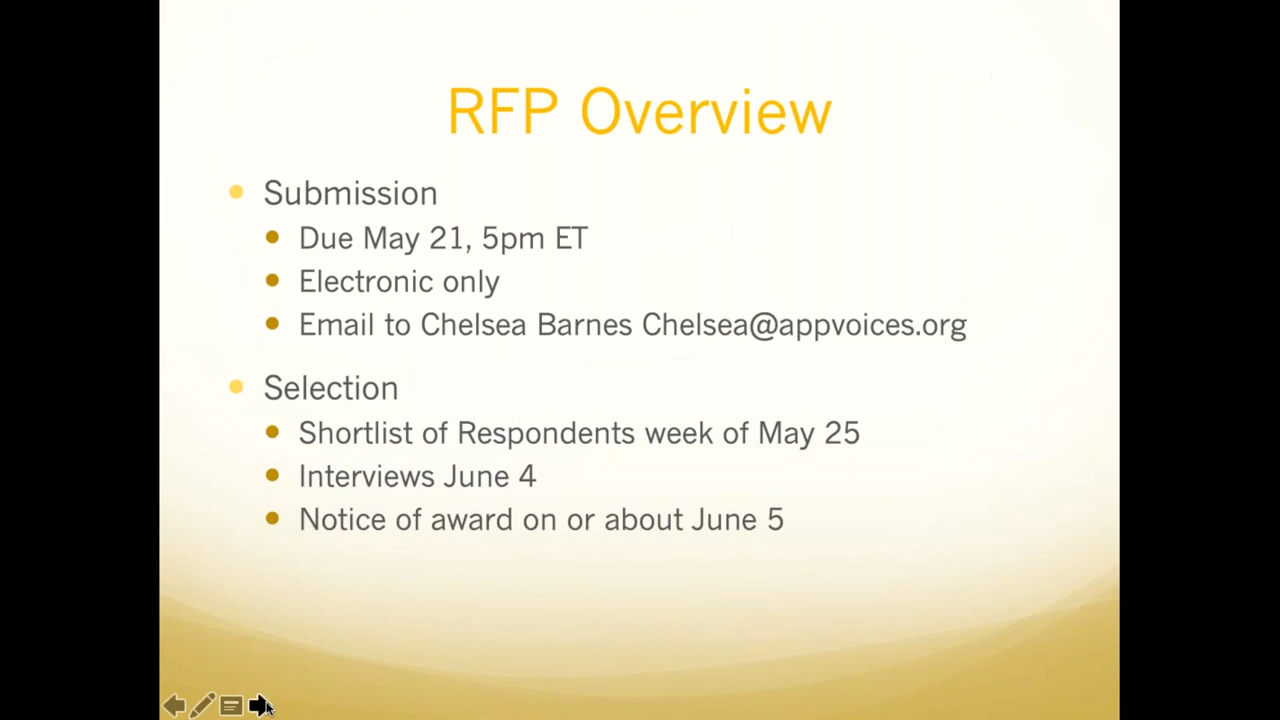 RFP Overview
Submission
Due May 21, 5pm ET
Electronic only
Email to Chelsea Barnes Chelsea@appvoices.org
Selection
Shortlist of Respondents week of May 25
Interviews June 4
Notice of award on or about June 5